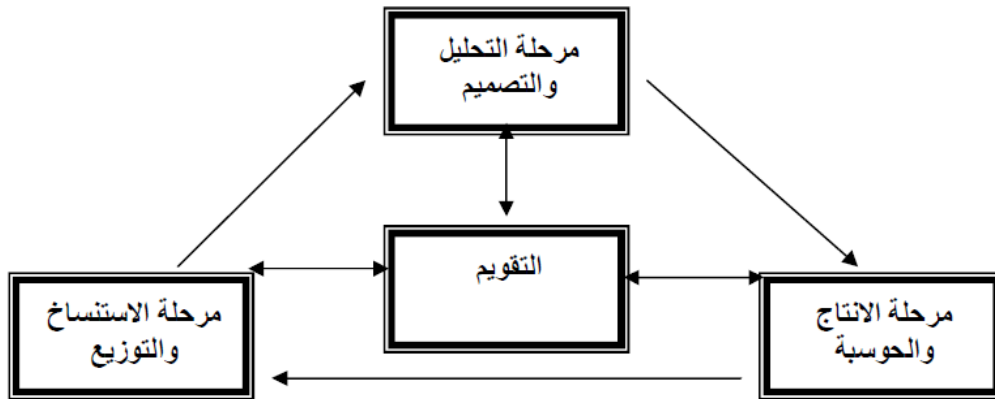 مرحلة التحليل
والتصميم
التقويم
مرحلة الانتاج
والحوسبة
مرحلة الاستنساخ
والتوزيع